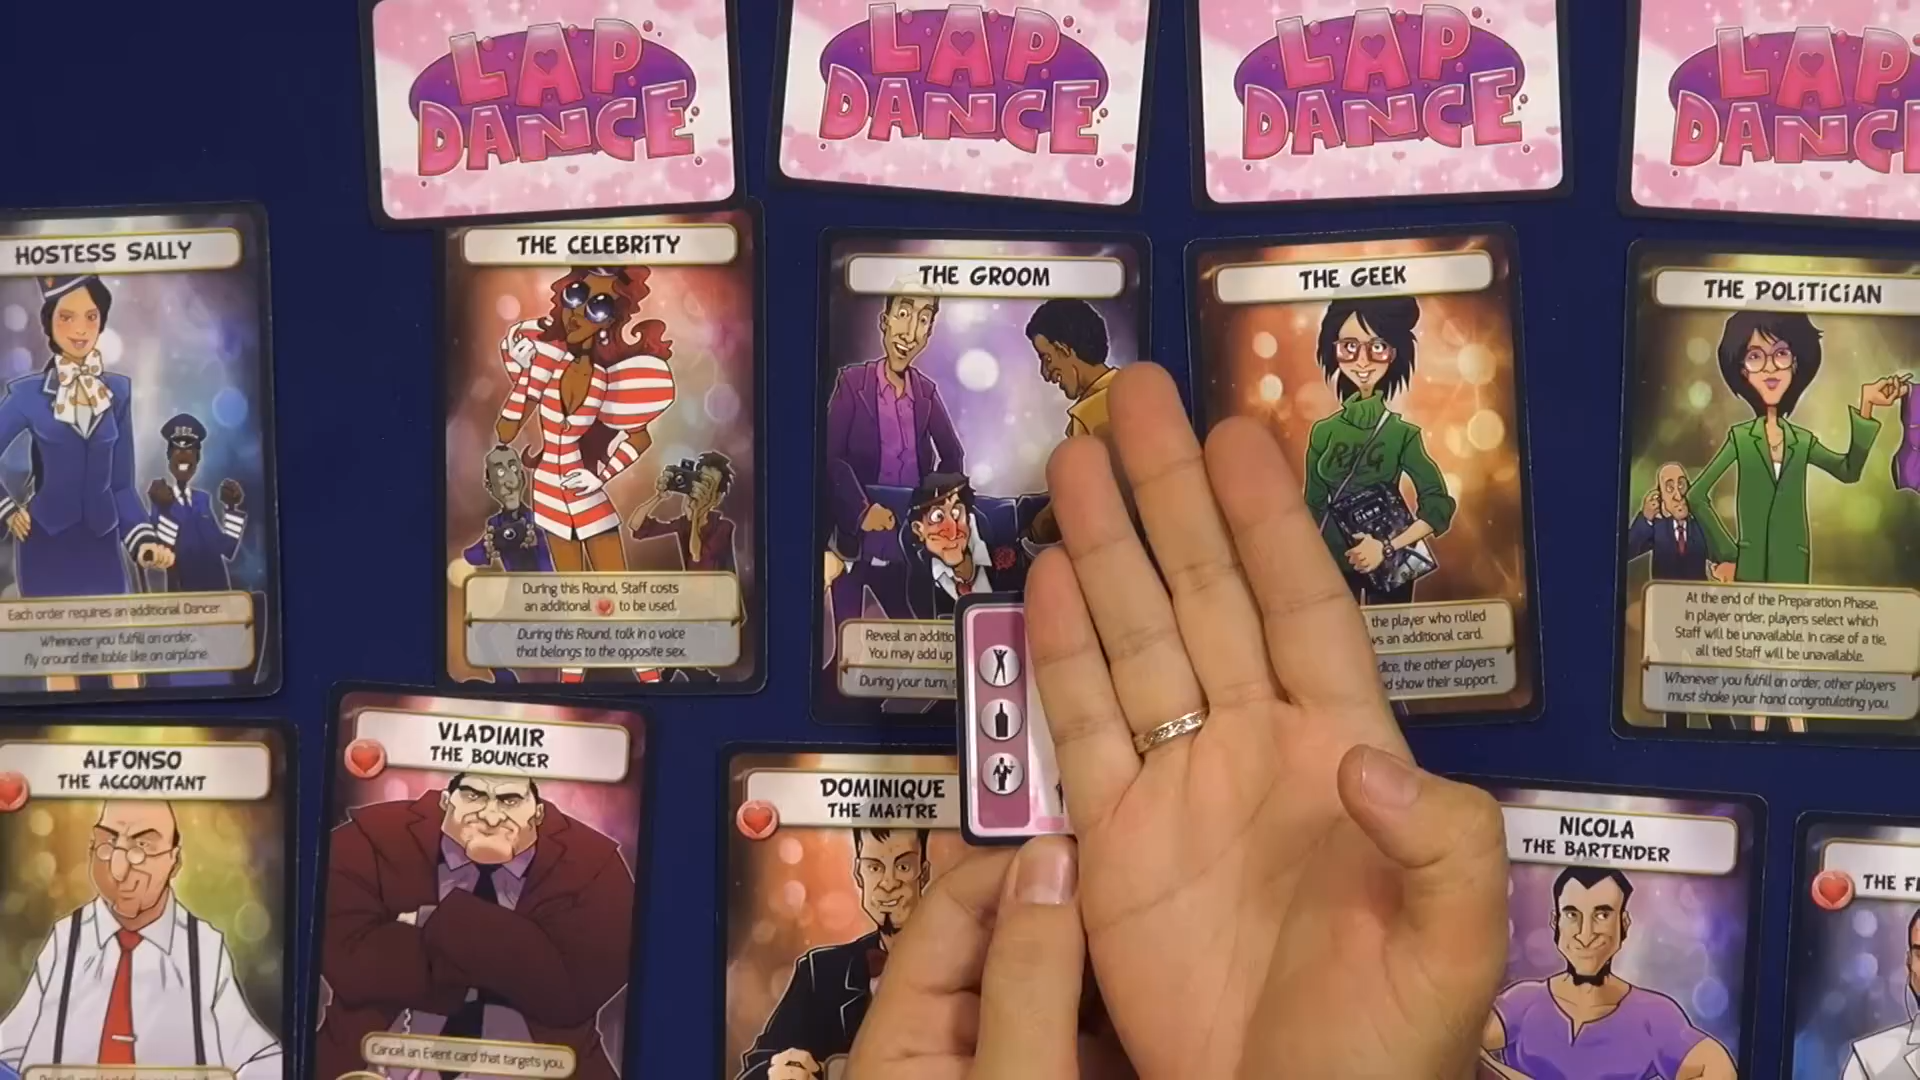 LAP
DANCE
LAP
DANCE
LAP
DANCE
LAP
DANCE
HOSTESS SALLY
Each order requires an additional Dancer.
Whenever you fulfill an order,
fly around the table like an airplane.
THE CELEBRITY
During this Round, Staff costs
an additional to be used.
During this Round, talk in a voice
that belongs to the opposite sex.
THE GROOM
Reveal an
You may add up
During your turn,
THE GEEK
RPG
the player who rolled
an additional card.
the other players
show their support.
THE POLITICIAN
At the end of the Preparation Phase,
in player order, players select which
Staff will be unavailable. In case of a tie,
all tied Staff will be unavailable.
Whenever you fulfill an order, other players
must shake your hand congratulating you.
ALFONSO
THE ACCOUNTANT
VLADIMIR
THE BOUNCER
Cancel an Event card that targets you.
DOMINIQUE
THE MAÎTRE
NICOLA
THE BARTENDER
THE